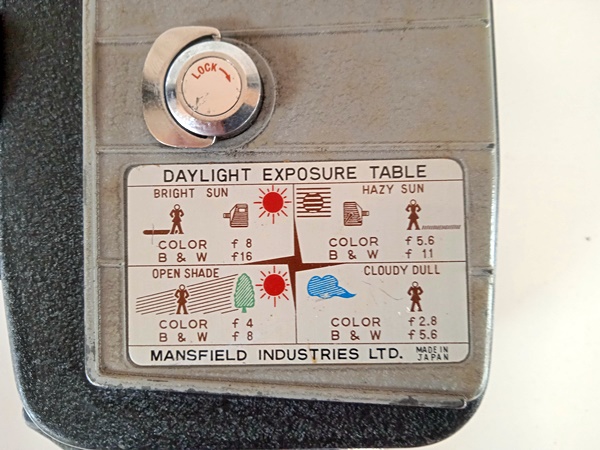 LOCK
DAYLIGHT EXPOSURE TABLE
BRIGHT SUN
COLOR f 8
B & W f16
HAZY SUN
COLOR f 5.6
B & W f 11
OPEN SHADE
COLOR f 4
B & W f 8
CLOUDY DULL
COLOR f 2.8
B & W f 5.6
MANSFIELD INDUSTRIES LTD.
MADE IN
JAPAN